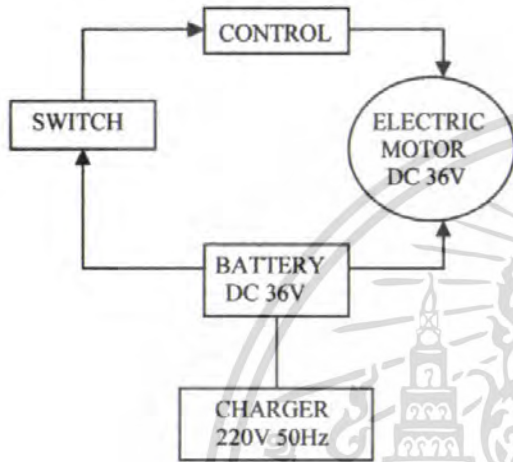 CONTROL
SWITCH
ELECTRIC
MOTOR
DC 36V
BATTERY
DC 36V
CHARGER
220V 50Hz